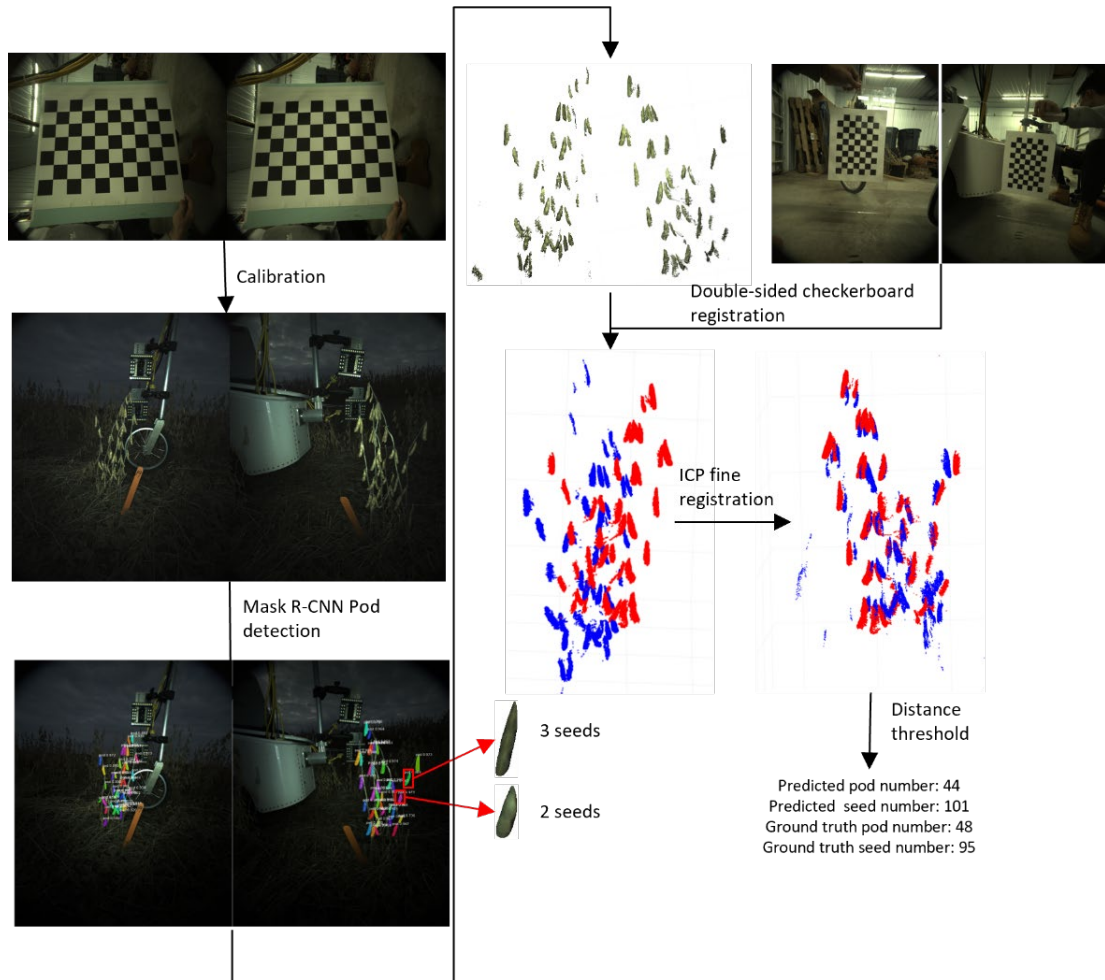 Calibration
Mask R-CNN Pod
detection
Double-sided checkerboard
registration
ICP fine
registration
3 seeds
2 seeds
Distance
threshold
Predicted pod number: 44
Predicted seed number: 101
Ground truth pod number: 48
Ground truth seed number: 95